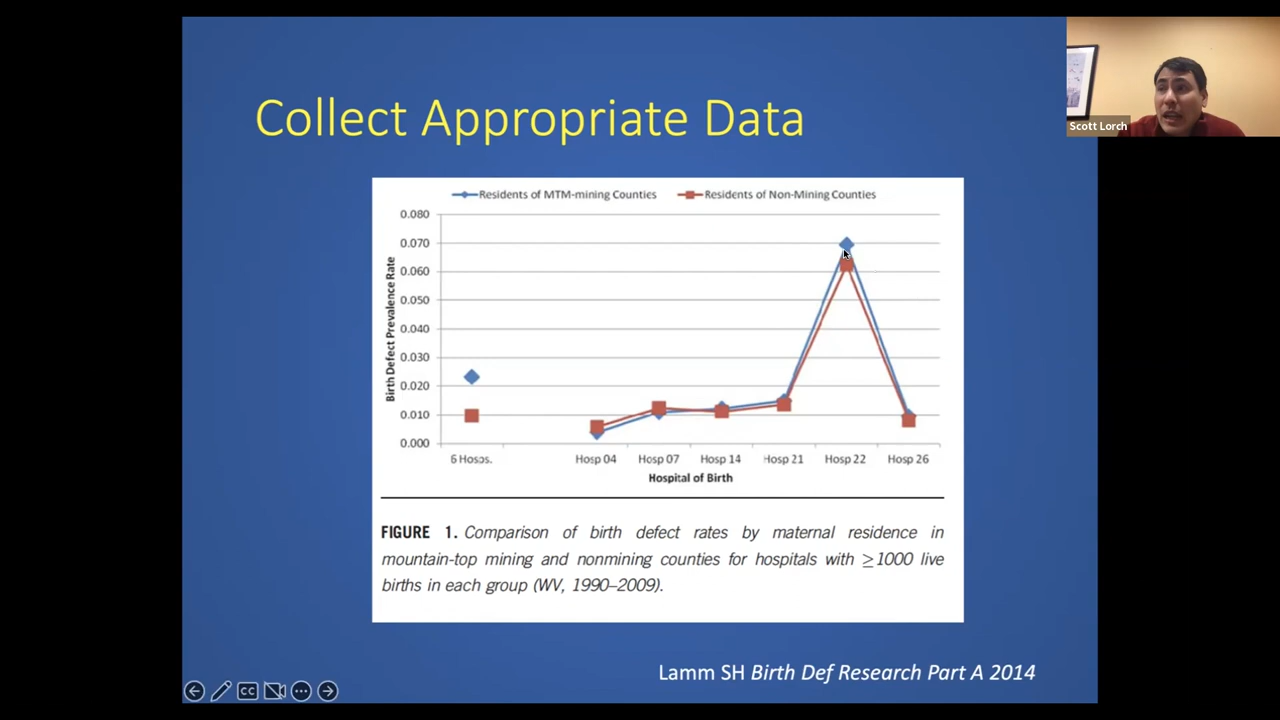 Collect Appropriate Data
Scott Lorch
Residents of MTM-mining Counties
Residents of Non-Mining Counties
Birth Defect Prevalence Rate
0.080
0.070
0.060
0.050
0.040
0.030
0.020
0.010
0.000
6 Hosps.
Hosp 04
Hosp 07
Hosp 14
Hosp 21
Hosp 22
Hosp 26
Hospital of Birth
FIGURE 1. Comparison of birth defect rates by maternal residence in
mountain-top mining and nonmining counties for hospitals with ≥1000 live
births in each group (WV, 1990–2009).
Lamm SH Birth Def Research Part A 2014
CC